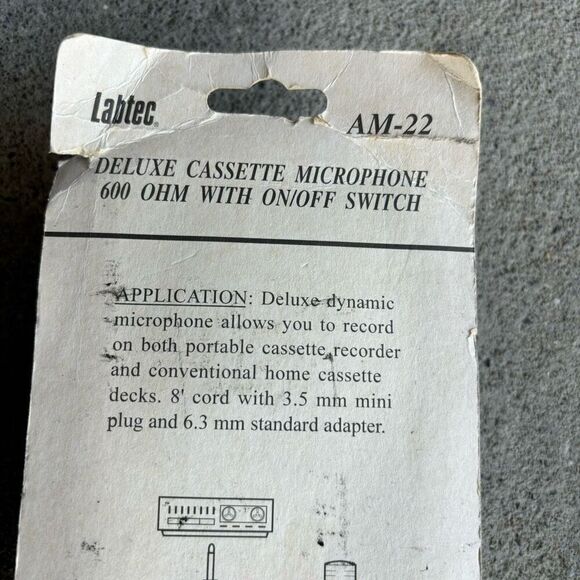 Labtec®
AM-22
DELUXE CASSETTE MICROPHONE
600 OHM WITH ON/OFF SWITCH
APPLICATION: Deluxe dynamic
microphone allows you to record
on both portable cassette recorder
and conventional home cassette
decks. 8' cord with 3.5 mm mini
plug and 6.3 mm standard adapter.